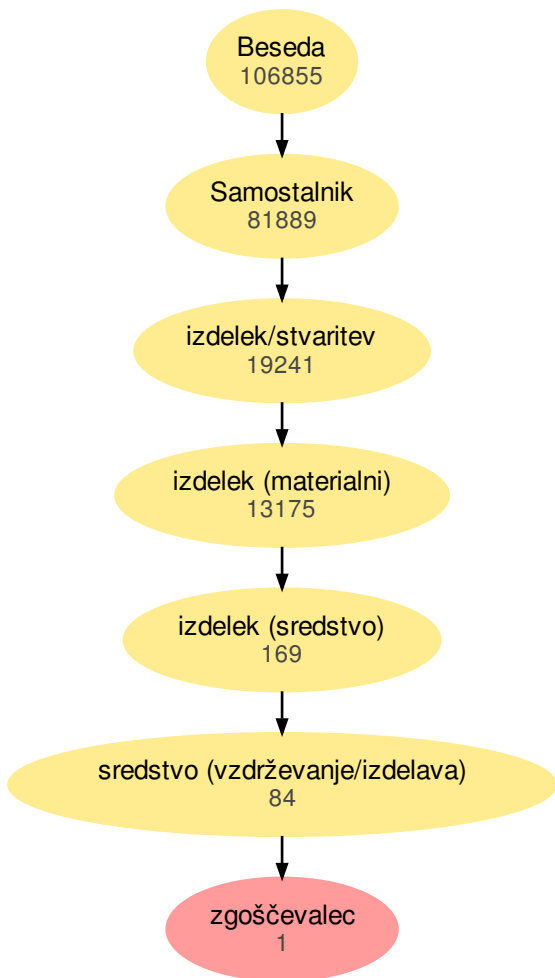 Beseda
106855
Samostalnik
81889
izdelek/stvaritev
19241
izdelek (materialni)
13175
izdelek (sredstvo)
169
sredstvo (vzdrževanje/izdelava)
84
zgoščevalec
1